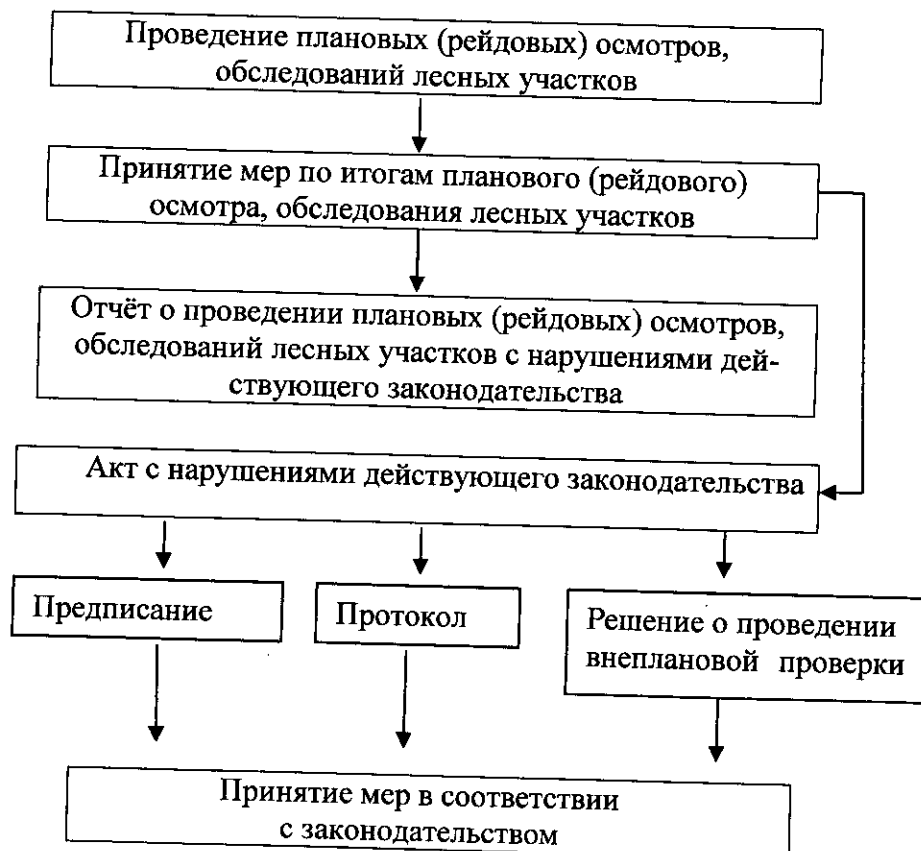 Проведение плановых (рейдовых) осмотров,
обследований лесных участков
Принятие мер по итогам планового (рейдового)
осмотра, обследования лесных участков
Отчёт о проведении плановых (рейдовых) осмотров,
обследований лесных участков с нарушениями дей-
ствующего законодательства
Акт с нарушениями действующего законодательства
Предписание
Протокол
Решение о проведении
внеплановой проверки
Принятие мер в соответствии
с законодательством